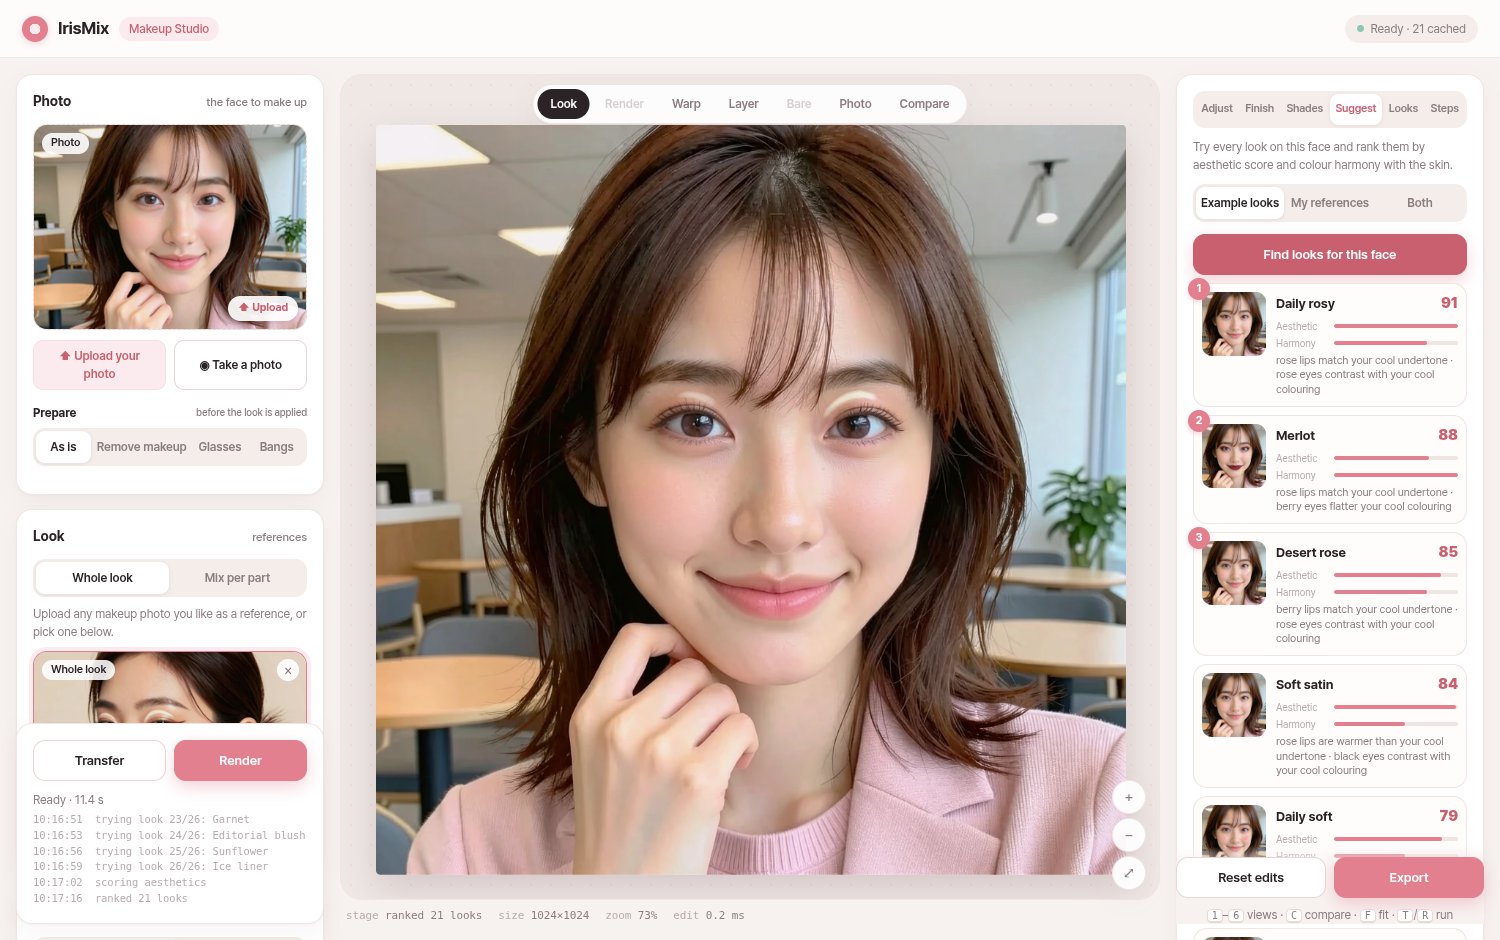 IrisMix
Makeup Studio
Ready · 21 cached
Photo
the face to make up
Photo
Upload
Upload your
photo
Take a photo
Prepare
before the look is applied
As is
Remove makeup
Glasses
Bangs
Look
references
Whole look
Mix per part
Upload any makeup photo you like as a reference, or
pick one below.
Whole look
×
Transfer
Render
Ready · 11.4 s
10:16:51 trying look 23/26: Garnet
10:16:53 trying look 24/26: Editorial blush
10:16:56 trying look 25/26: Sunflower
10:16:59 trying look 26/26: Ice liner
10:17:02 scoring aesthetics
10:17:16 ranked 21 looks
Look
Render
Warp
Layer
Bare
Photo
Compare
+
−
stage ranked 21 looks size 1024×1024 zoom 73% edit 0.2 ms
Adjust
Finish
Shades
Suggest
Looks
Steps
Try every look on this face and rank them by
aesthetic score and colour harmony with the skin.
Example looks
My references
Both
Find looks for this face
1
Daily rosy
91
Aesthetic
Harmony
rose lips match your cool undertone ·
rose eyes contrast with your cool
colouring
2
Merlot
88
Aesthetic
Harmony
rose lips match your cool undertone ·
berry eyes flatter your cool colouring
3
Desert rose
85
Aesthetic
Harmony
berry lips match your cool undertone ·
rose eyes contrast with your cool
colouring
Soft satin
84
Aesthetic
Harmony
rose lips are warmer than your cool
undertone · black eyes contrast with
your cool colouring
Daily soft
79
Aesthetic
Harmony
Reset edits
Export
1–6 views · C compare · F fit · T/R run